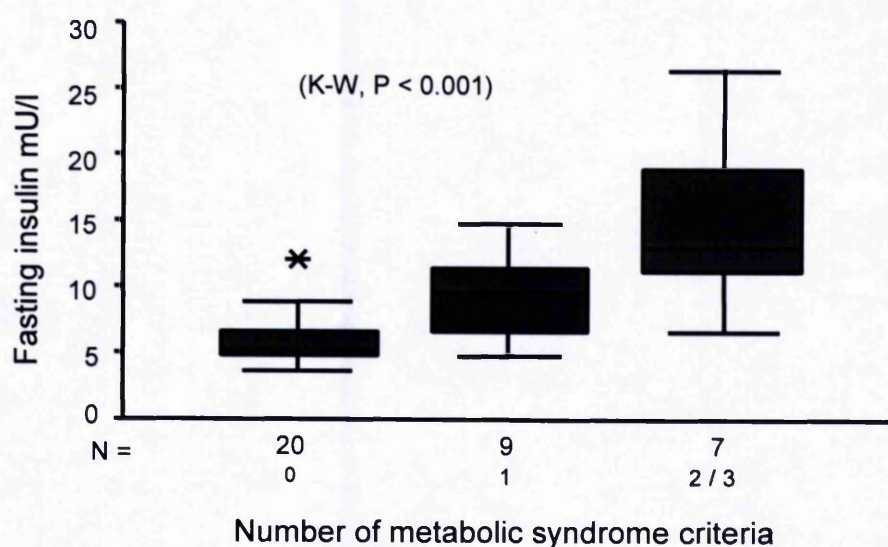 30
25
20
15
10
5
0
Fasting insulin mU/l
(K-W, P < 0.001)
N = 20 9 7
0 1 2 / 3
Number of metabolic syndrome criteria